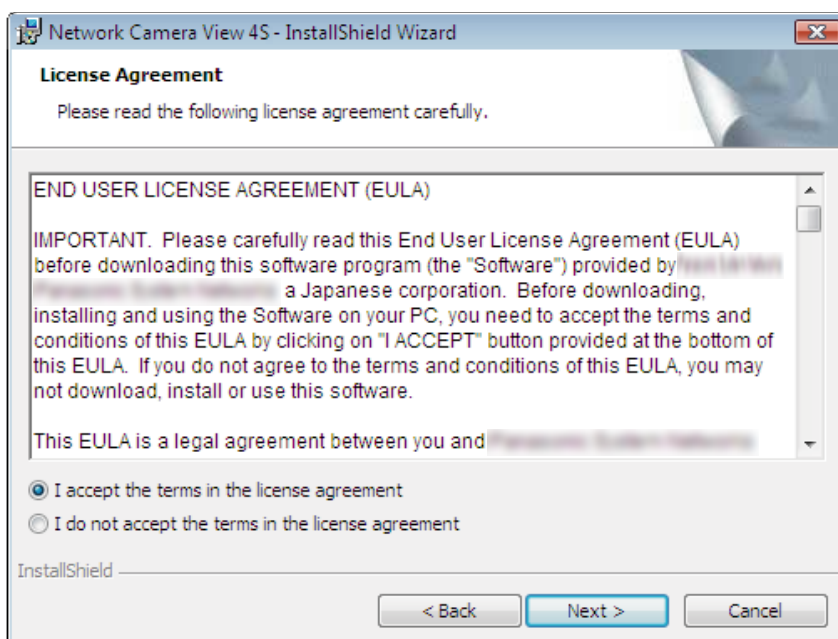 Network Camera View 4S - InstallShield Wizard
License Agreement
Please read the following license agreement carefully.
END USER LICENSE AGREEMENT (EULA)
IMPORTANT.  Please carefully read this End User License Agreement (EULA)
before downloading this software program (the "Software") provided by
a Japanese corporation.  Before downloading,
installing and using the Software on your PC, you need to accept the terms and
conditions of this EULA by clicking on "I ACCEPT" button provided at the bottom of
this EULA.  If you do not agree to the terms and conditions of this EULA, you may
not download, install or use this software.
This EULA is a legal agreement between you and
I accept the terms in the license agreement
I do not accept the terms in the license agreement
InstallShield
< Back
Next >
Cancel